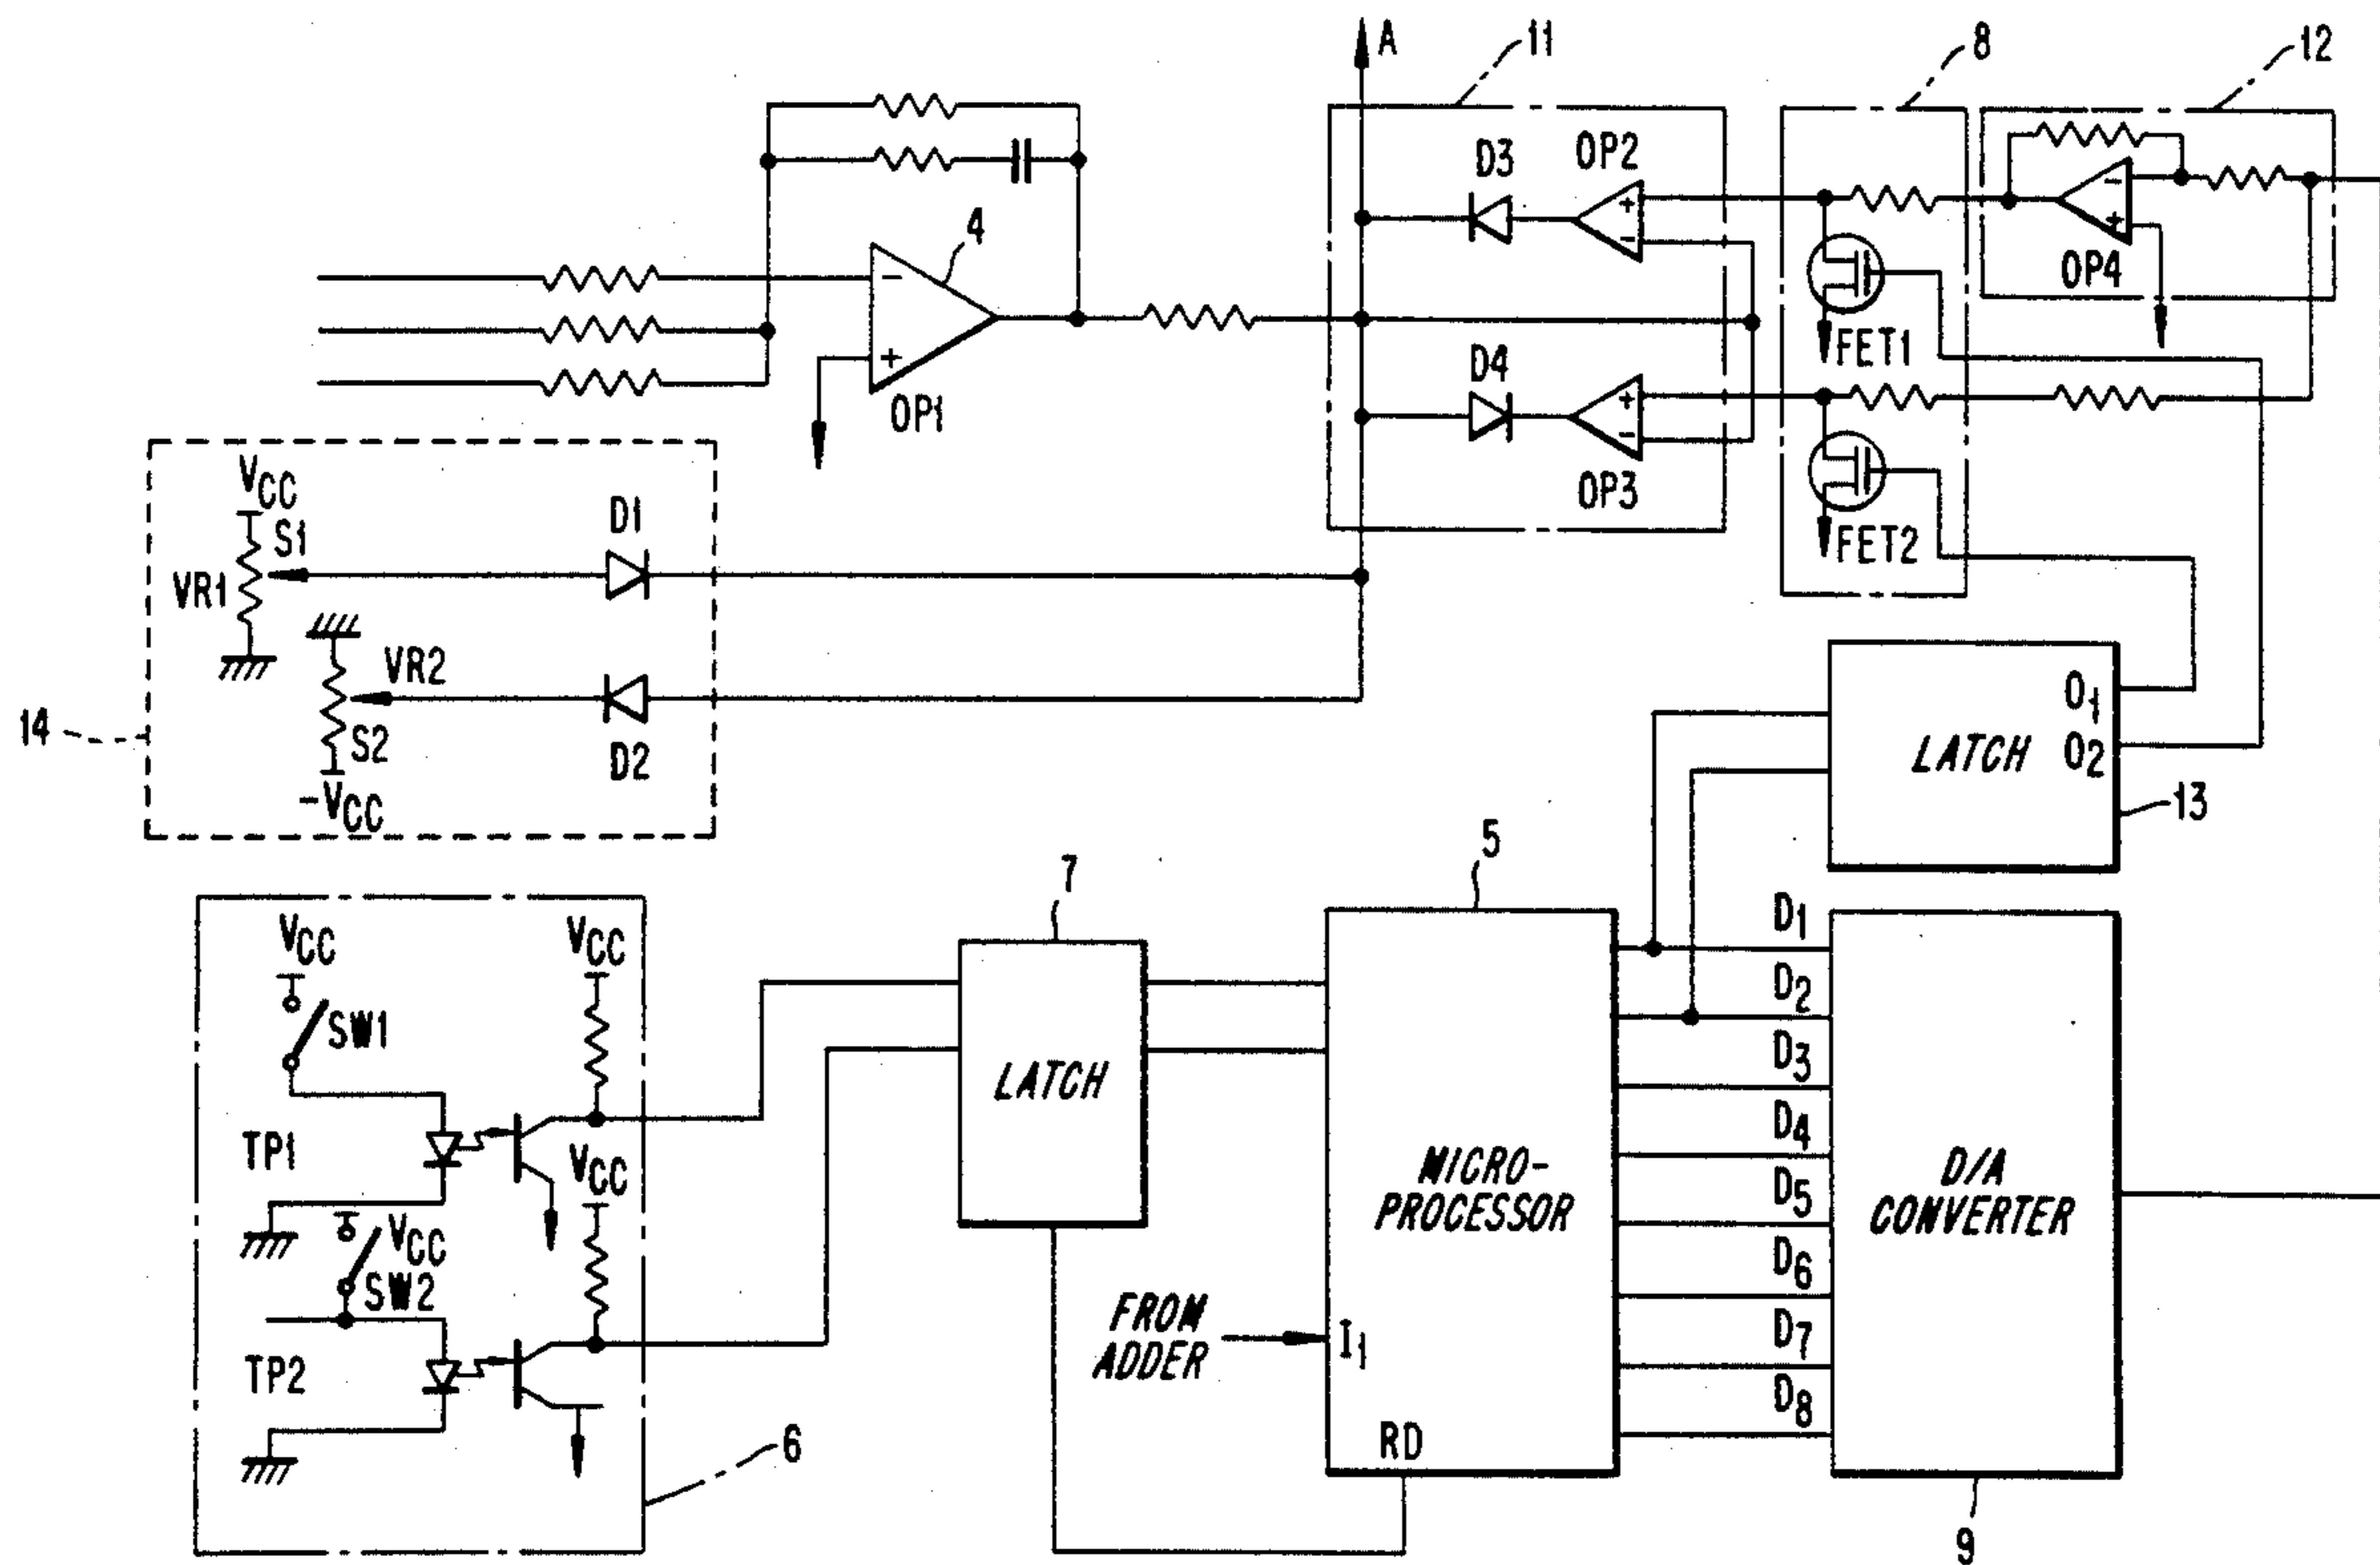 A
11
8
12
D3
OP2
4
OP4
FET1
D4
OP1
OP3
FET2
VCC
S1
VR1
D1
VR2
S2
-VCC
D2
14
LATCH
O1
O2
13
5
7
VCC
VCC
SW1
TP1
VCC
VCC
SW2
TP2
6
LATCH
FROM
ADDER
I1
MICRO-
PROCESSOR
RD
D1
D2
D3
D4
D5
D6
D7
D8
D/A
CONVERTER
9